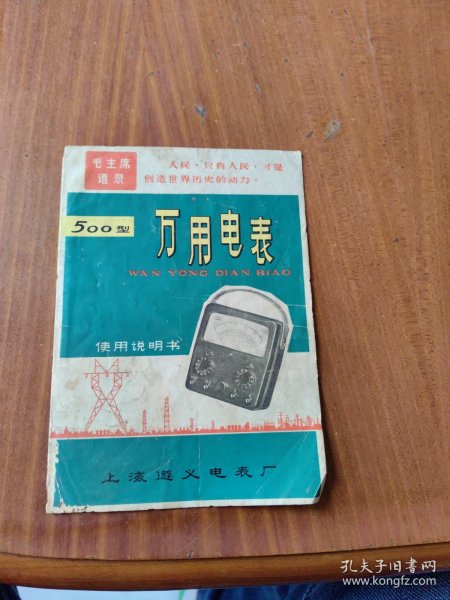 毛主席
语录
人民,只有人民,才是
创造世界历史的动力。
500型
万用电表
WAN YONG DIAN BIAO
使用说明书
上海遵义电表厂
孔夫子旧书网
www.kongfz.com